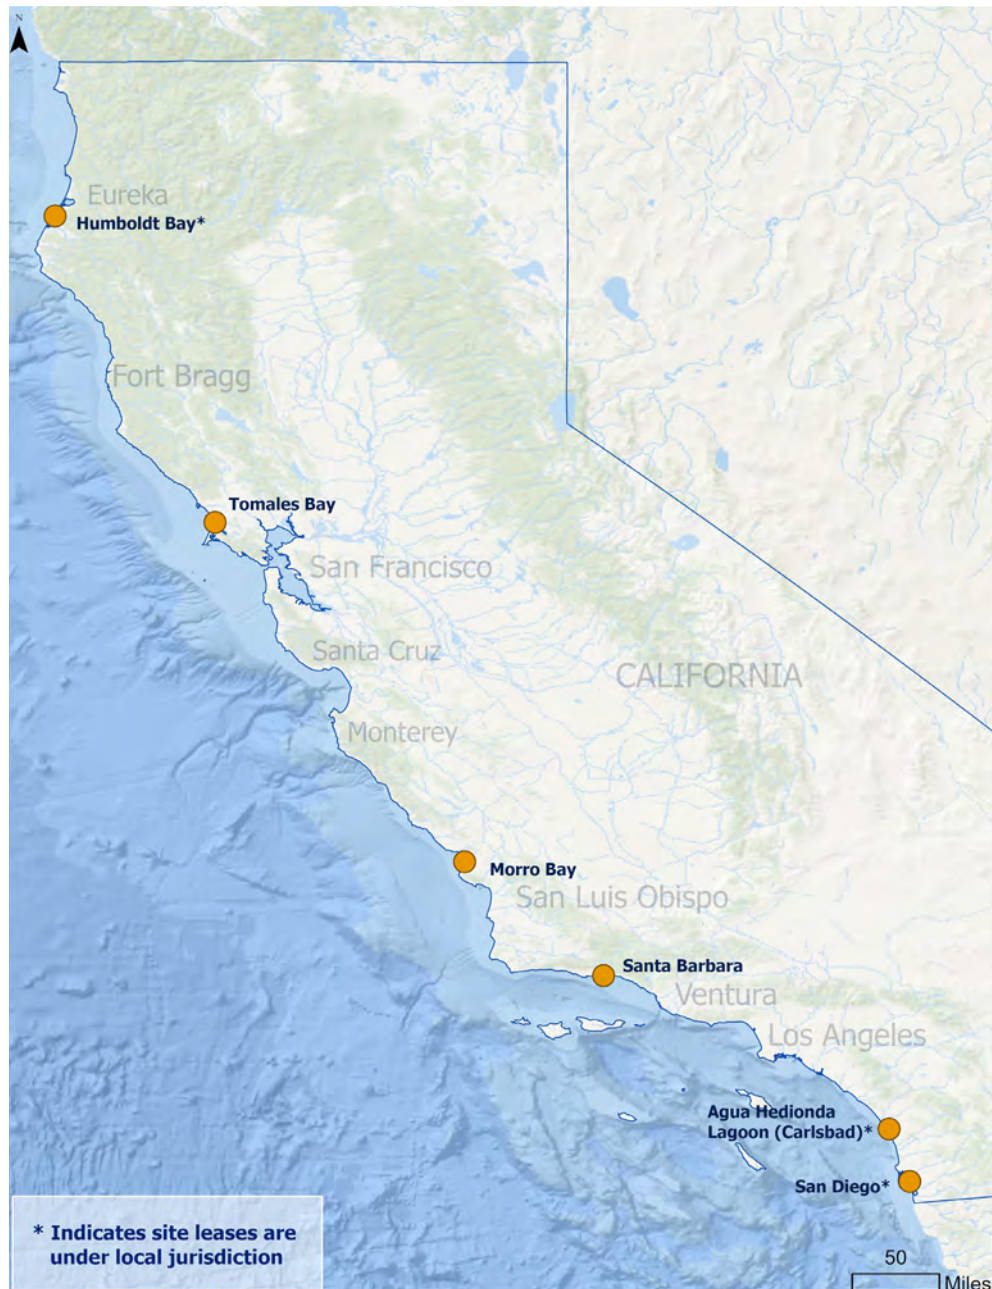 N
Eureka
Humboldt Bay*
Fort Bragg
Tomales Bay
San Francisco
Santa Cruz
CALIFORNIA
Monterey
Morro Bay
San Luis Obispo
Santa Barbara
Ventura
Los Angeles
Agua Hedionda
Lagoon (Carlsbad)*
San Diego*
* Indicates site leases are
under local jurisdiction
50
Miles